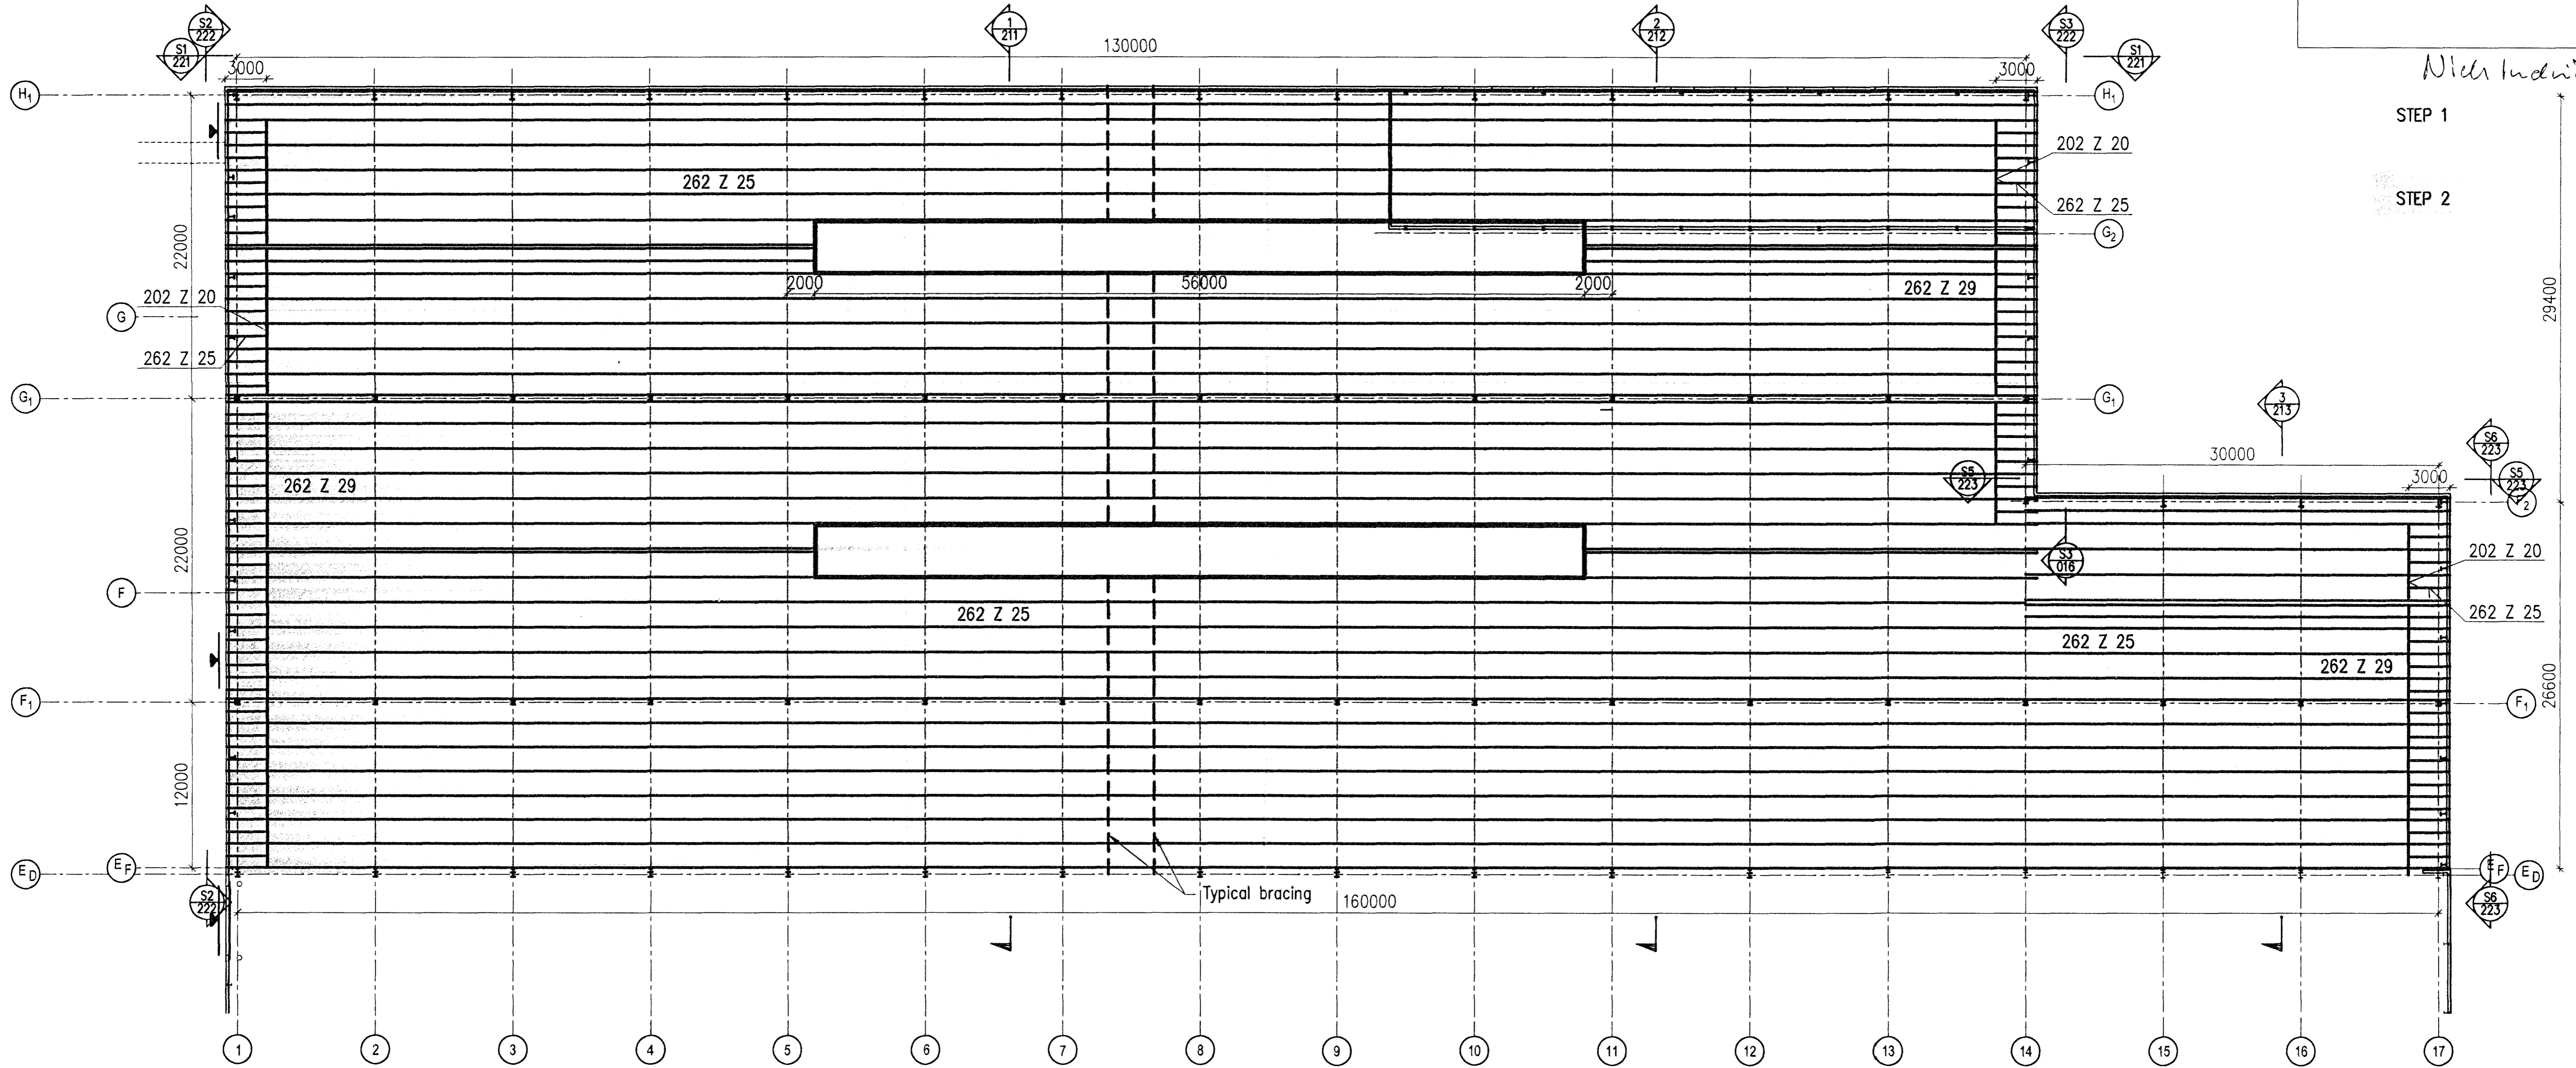 S2
222
S1
221
1
211
130000
2
212
S3
222
S1
221
3000
3000
H1
H1
STEP 1
202 Z 20
262 Z 25
STEP 2
262 Z 25
22000
G2
2000
56000
2000
262 Z 29
29400
202 Z 20
G
262 Z 25
G1
G1
3
213
S6
223
30000
S5
223
3000
S5
223
262 Z 29
2
22000
S3
016
202 Z 20
F
262 Z 25
262 Z 25
262 Z 25
262 Z 29
26600
F1
F1
12000
ED
EF
EF
ED
S2
222
Typical bracing
160000
S6
223
1
2
3
4
5
6
7
8
9
10
11
12
13
14
15
16
17